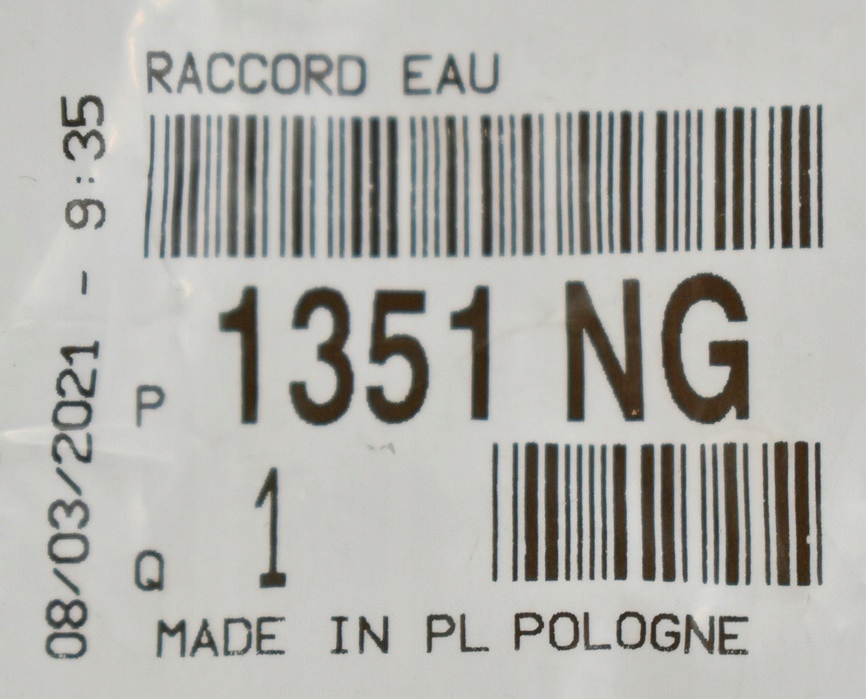 RACCORD EAU
08/03/2021 - 9:35
P 1351 NG
Q 1
MADE IN PL POLOGNE